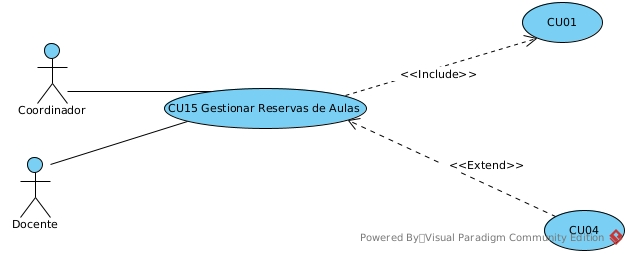 CU01
<<Include>>
Coordinador
CU15 Gestionar Reservas de Aulas
<<Extend>>
Docente
CU04
Powered By▯Visual Paradigm Community Edition